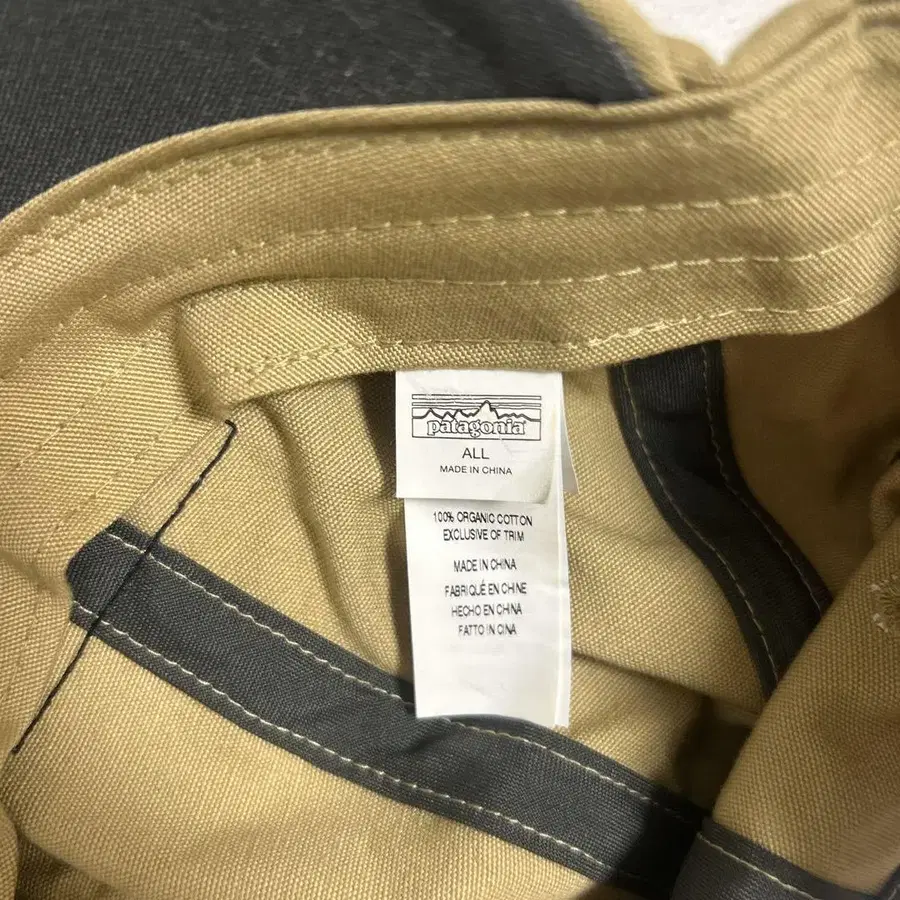 patagonia
ALL
MADE IN CHINA
100% ORGANIC COTTON
EXCLUSIVE OF TRIM
MADE IN CHINA
FABRIQUÉ EN CHINE
HECHO EN CHINA
FATTO IN CINA